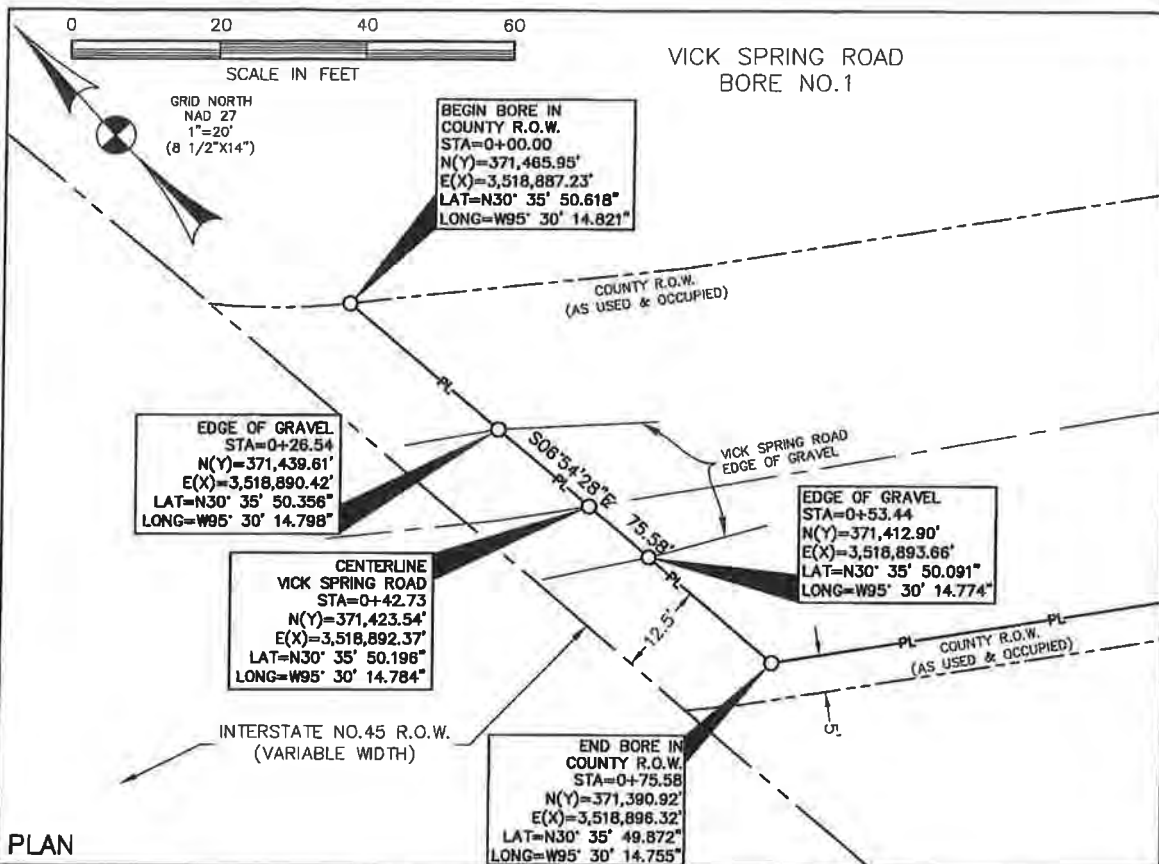 0 20 40 60
SCALE IN FEET
VICK SPRING ROAD
BORE NO.1
GRID NORTH
NAD 27
1"=20'
(8 1/2"X14")
BEGIN BORE IN
COUNTY R.O.W.
STA=0+00.00
N(Y)=371,465.95'
E(X)=3,518,887.23'
LAT=N30° 35' 50.618"
LONG=W95° 30' 14.821"
COUNTY R.O.W.
(AS USED & OCCUPIED)
PL
EDGE OF GRAVEL
STA=0+26.54
N(Y)=371,439.61'
E(X)=3,518,890.42'
LAT=N30° 35' 50.356"
LONG=W95° 30' 14.798"
S06°54'28"E 75.58'
PL
VICK SPRING ROAD
EDGE OF GRAVEL
EDGE OF GRAVEL
STA=0+53.44
N(Y)=371,412.90'
E(X)=3,518,893.66'
LAT=N30° 35' 50.091"
LONG=W95° 30' 14.774"
CENTERLINE
VICK SPRING ROAD
STA=0+42.73
N(Y)=371,423.54'
E(X)=3,518,892.37'
LAT=N30° 35' 50.196"
LONG=W95° 30' 14.784"
PL
12.5'
PL PL
COUNTY R.O.W.
(AS USED & OCCUPIED)
5'
INTERSTATE NO.45 R.O.W.
(VARIABLE WIDTH)
END BORE IN
COUNTY R.O.W.
STA=0+75.58
N(Y)=371,390.92'
E(X)=3,518,896.32'
LAT=N30° 35' 49.872"
LONG=W95° 30' 14.755"
PLAN